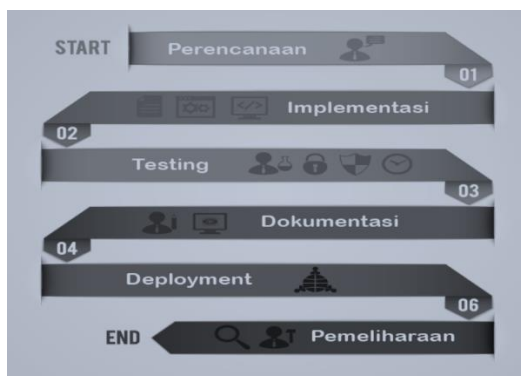 START Perencanaan
01
Implementasi
02
Testing
03
Dokumentasi
04
Deployment
06
END Pemeliharaan